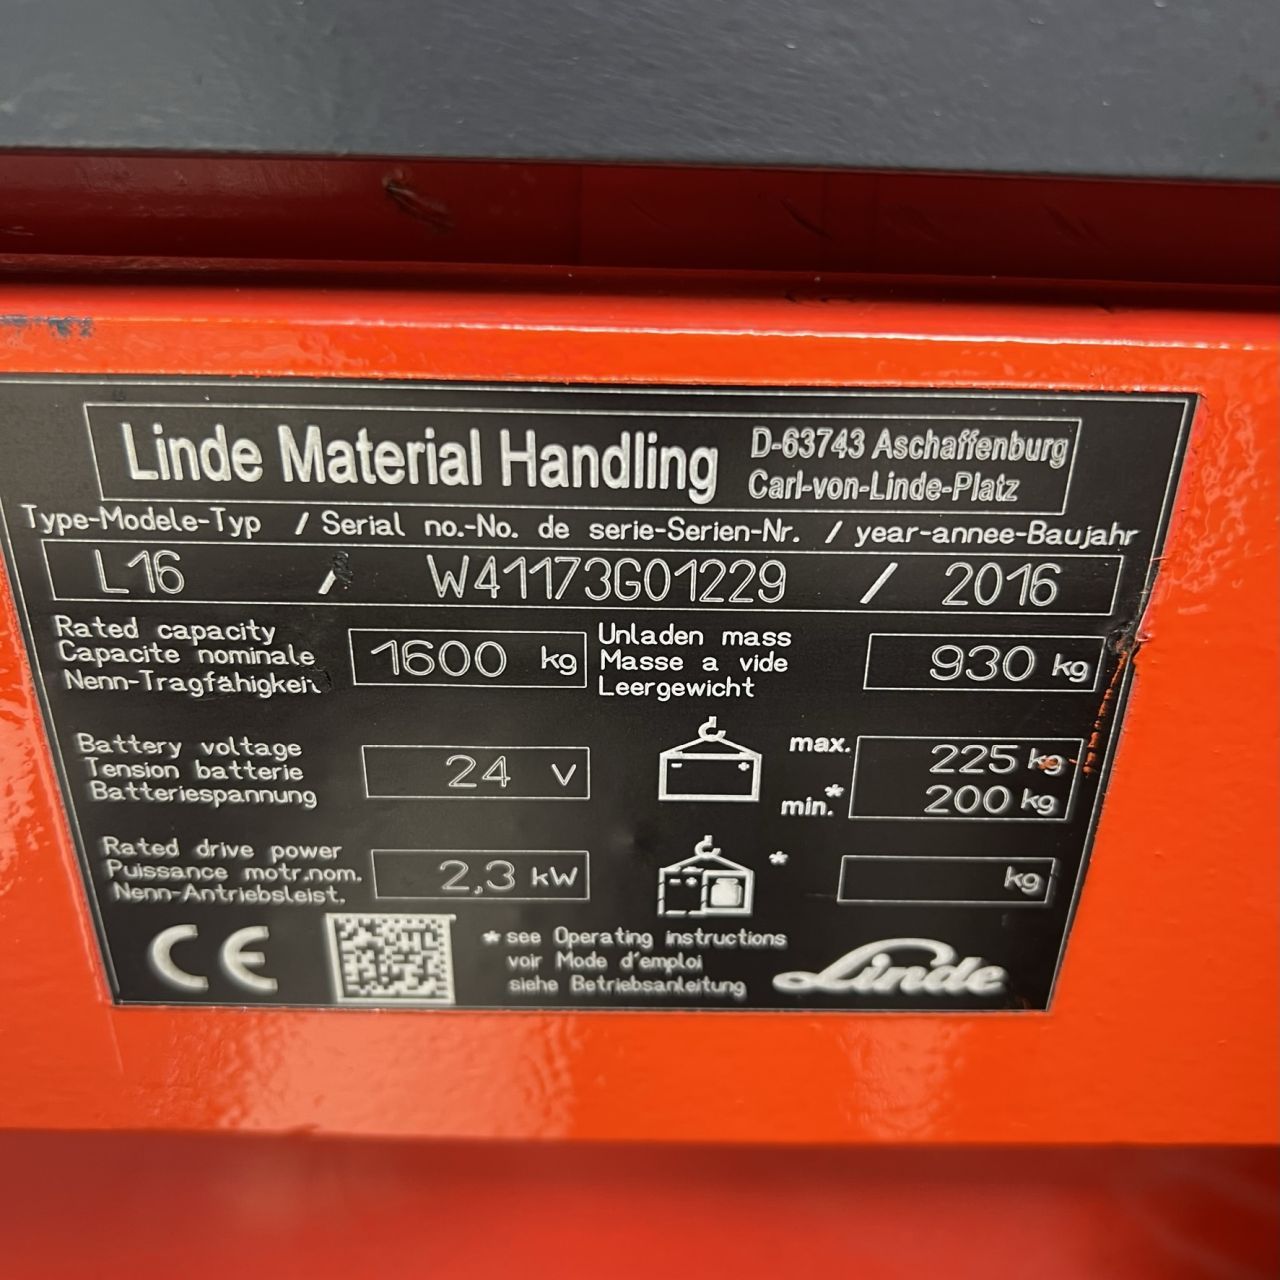 Linde Material Handling
D-63743 Aschaffenburg
Carl-von-Linde-Platz
Type-Modele-Typ / Serial no.-No. de serie-Serien-Nr. / year-annee-Baujahr
L16 / W41173G01229 / 2016
Rated capacity
Capacite nominale
Nenn-Tragfähigkeit
1600 kg
Unladen mass
Masse a vide
Leergewicht
930 kg
Battery voltage
Tension batterie
Batteriespannung
24 V
- +
max. 225 kg
min.* 200 kg
Rated drive power
Puissance motr.nom.
Nenn-Antriebsleist.
2,3 kW
- +
* kg
CE
* see Operating instructions
voir Mode d'emploi
siehe Betriebsanleitung
Linde